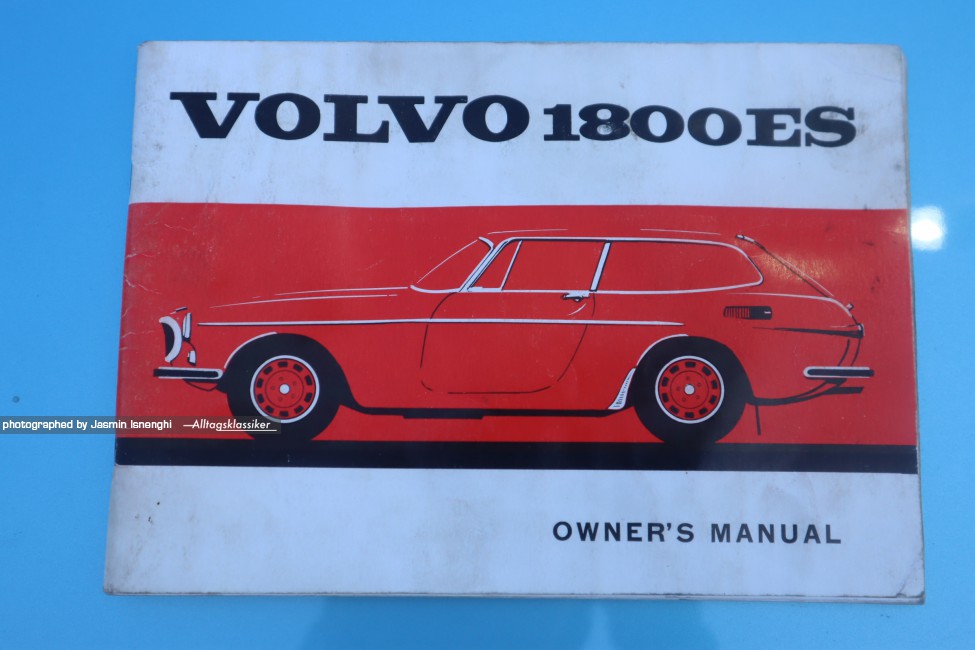 VOLVO 1800ES
photographed by Jasmin Isnenghi —Alltagsklassiker—
OWNER'S MANUAL